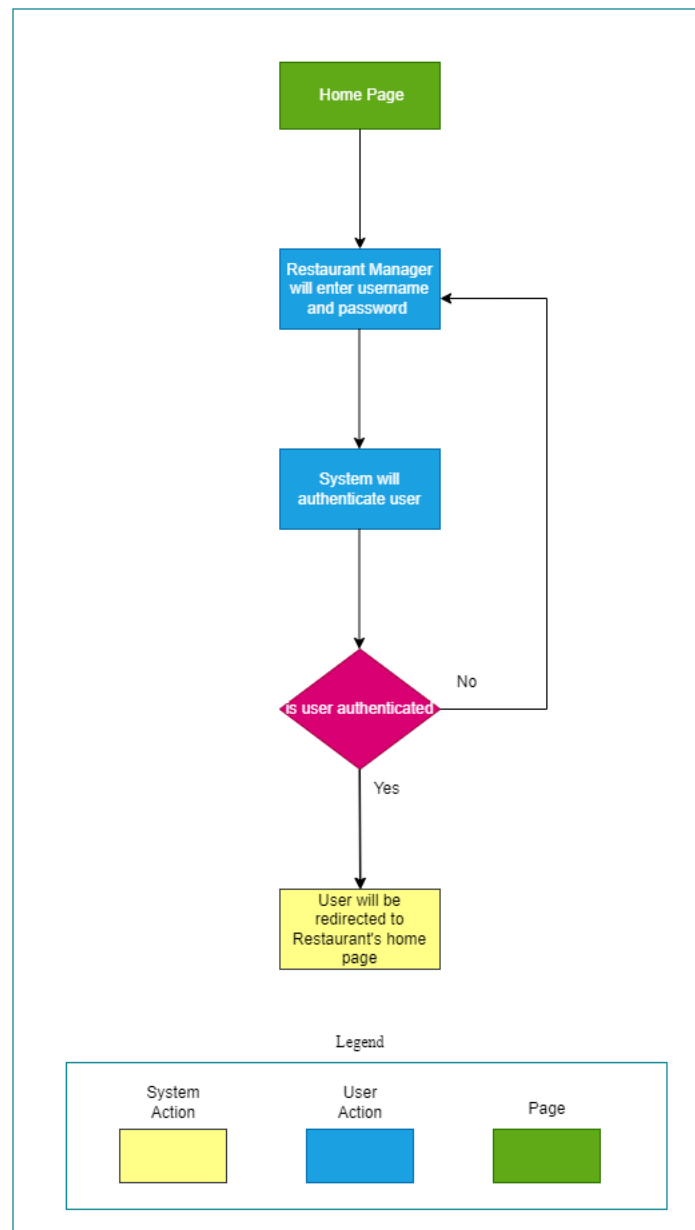 Home Page
Restaurant Manager
will enter username
and password
System will
authenticate user
is user authenticated
No
Yes
User will be
redirected to
Restaurant's home
page
Legend
System
Action
User
Action
Page